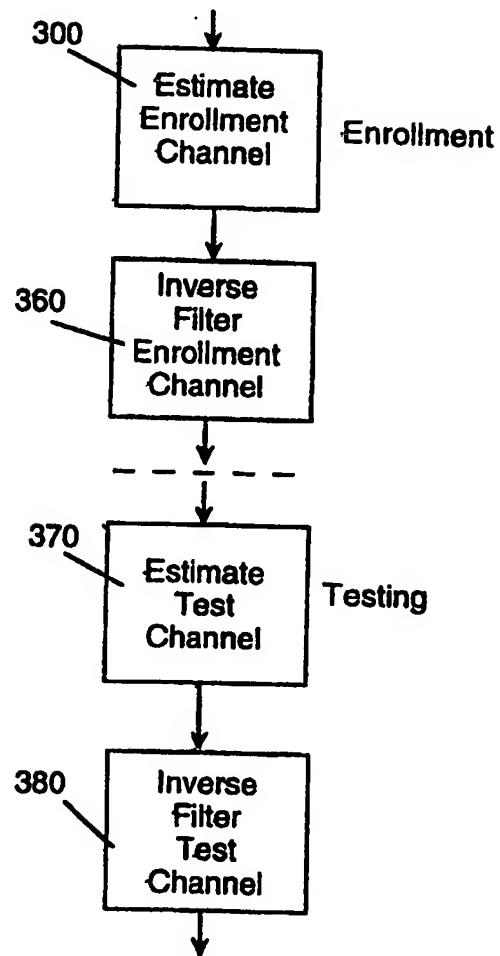 300
Estimate
Enrollment
Channel
Enrollment
360
Inverse
Filter
Enrollment
Channel
370
Estimate
Test
Channel
Testing
380
Inverse
Filter
Test
Channel